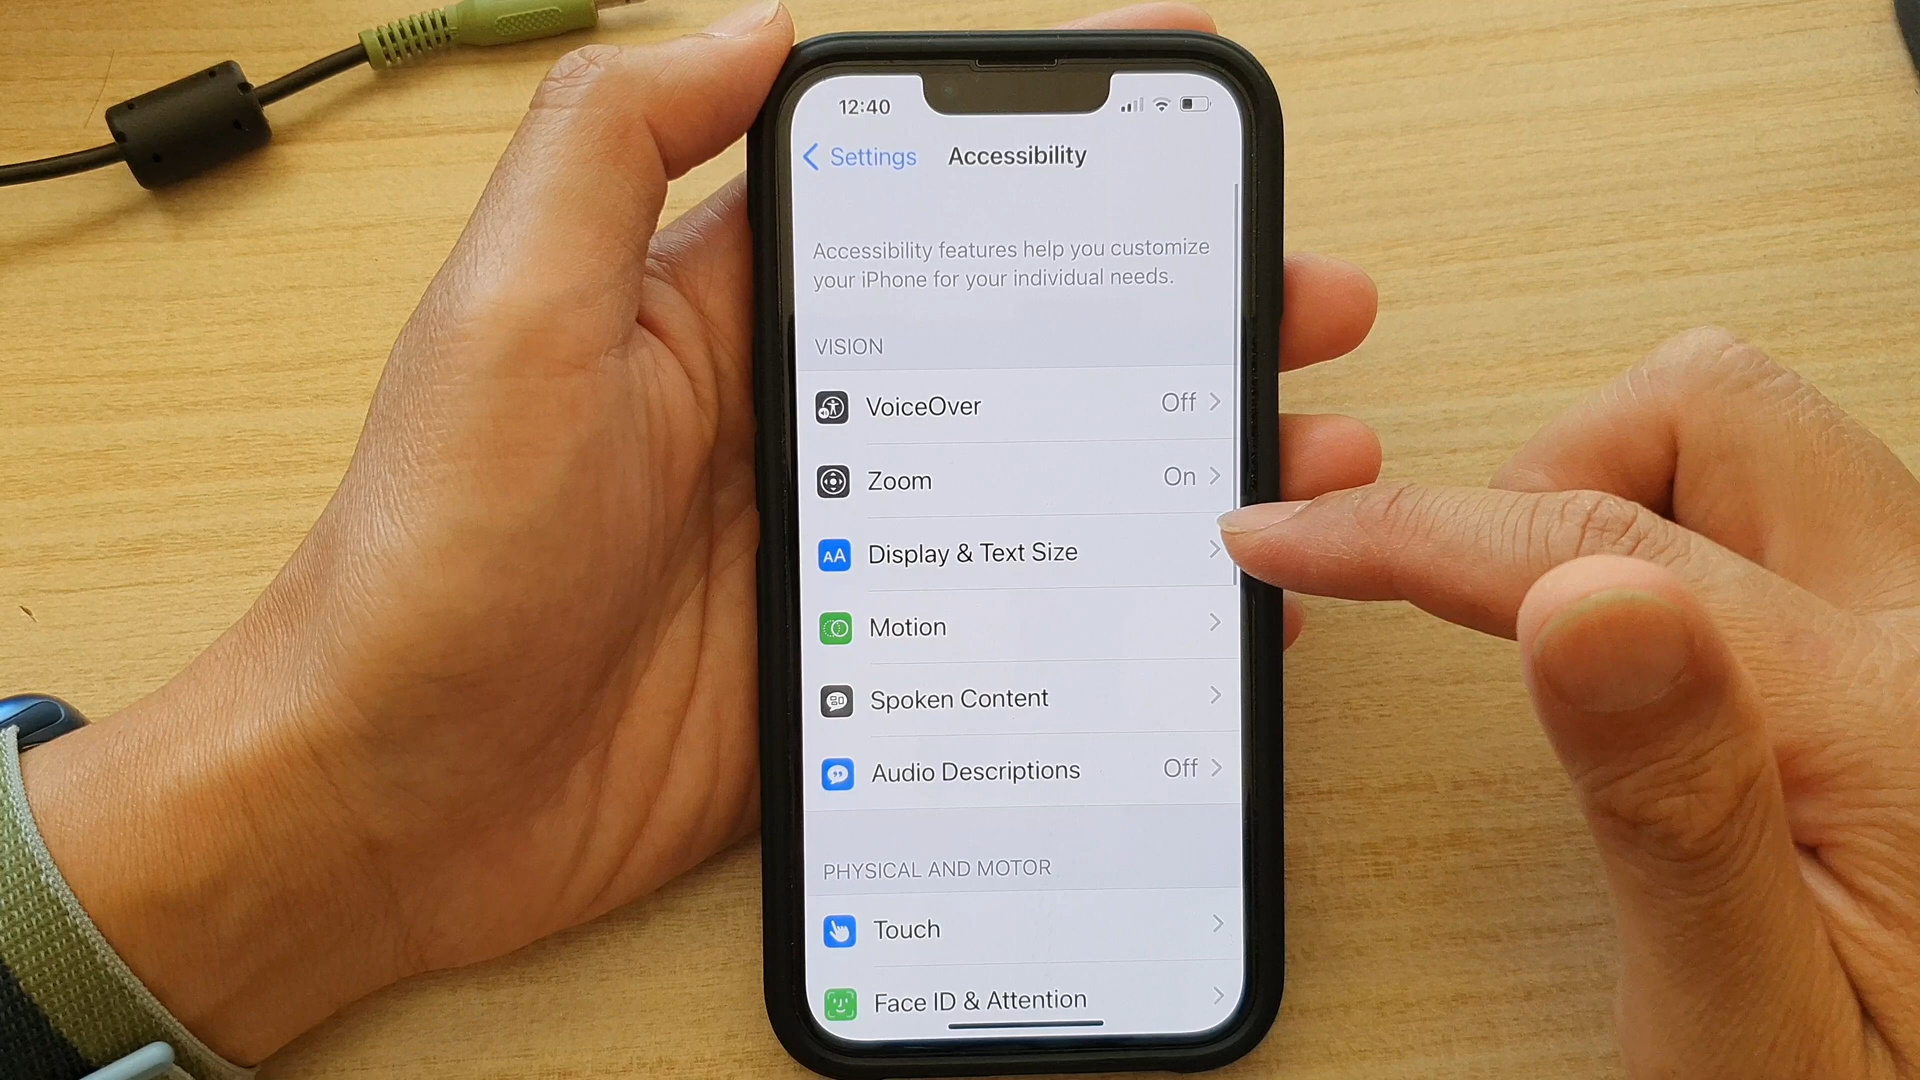 12:40
Settings Accessibility
Accessibility features help you customize
your iPhone for your individual needs.
VISION
VoiceOver Off
Zoom On
AA Display & Text Size
Motion
Spoken Content
Audio Descriptions Off
PHYSICAL AND MOTOR
Touch
Face ID & Attention